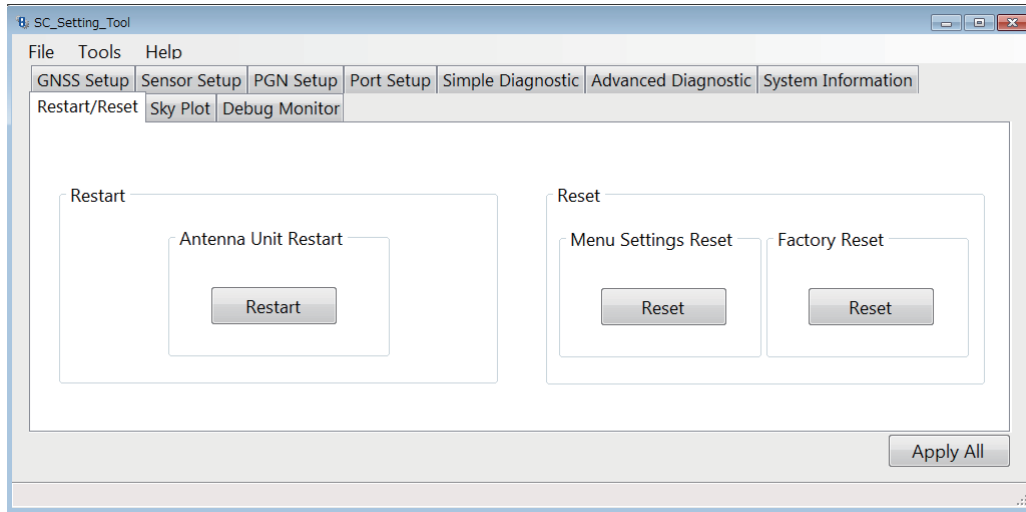 SC_Setting_Tool
File Tools Help
GNSS Setup Sensor Setup PGN Setup Port Setup Simple Diagnostic Advanced Diagnostic System Information
Restart/Reset Sky Plot Debug Monitor
Restart Reset
Antenna Unit Restart Menu Settings Reset Factory Reset
Restart Reset Reset
Apply All